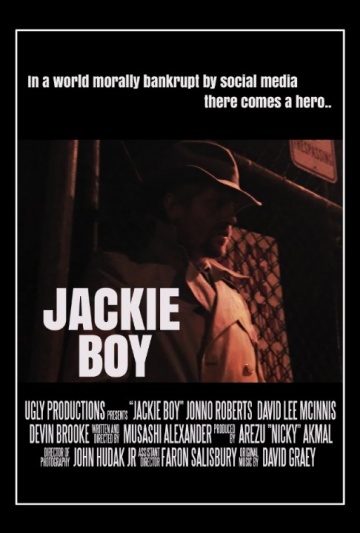 In a world morally bankrupt by social media
there comes a hero..
TRESPASSING
JACKIE
BOY
UGLY PRODUCTIONS PRESENTS "JACKIE BOY" JONNO ROBERTS DAVID LEE MCINNIS
DEVIN BROOKE WRITTEN AND DIRECTED BY MUSASHI ALEXANDER PRODUCED BY AREZU "NICKY" AKMAL
DIRECTOR OF PHOTOGRAPHY JOHN HUDAK JR ASSISTANT DIRECTOR FARON SALISBURY ORIGINAL MUSIC BY DAVID GRAEY